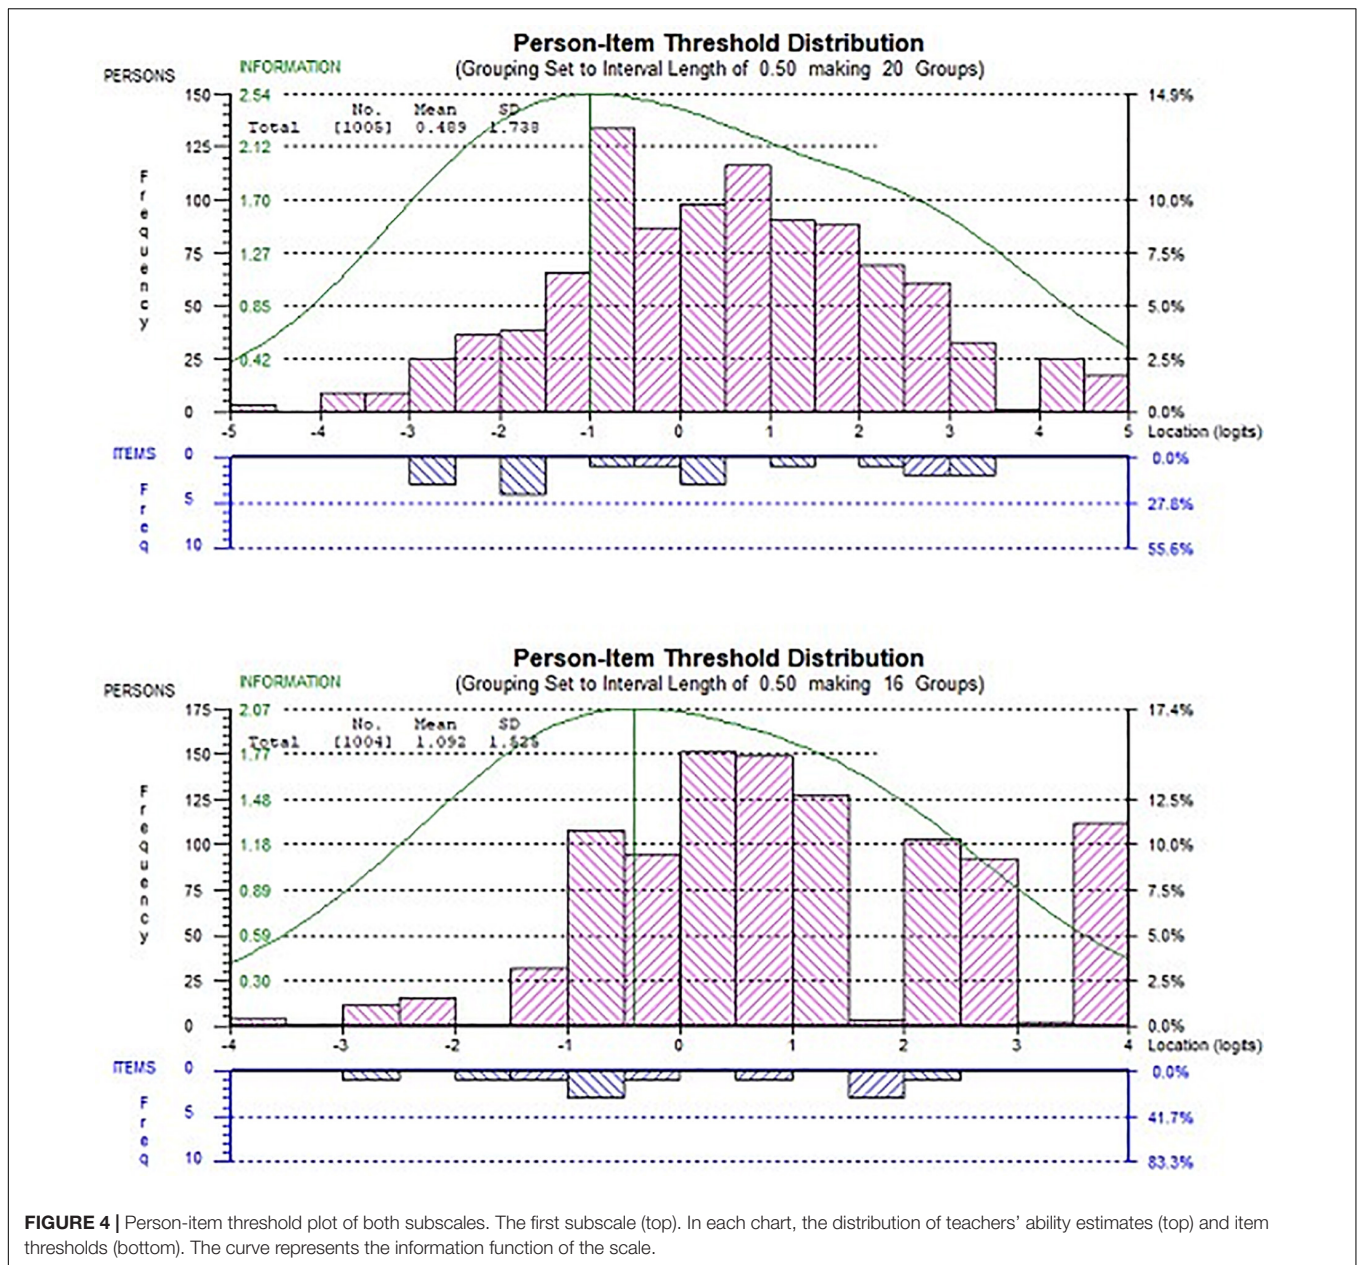 Person-Item Threshold Distribution
(Grouping Set to Interval Length of 0.50 making 20 Groups)
PERSONS INFORMATION
No. Mean SD
Total [1005] 0.489 1.738
Frequency
150 2.54 14.9%
125 2.12
100 1.70 10.0%
75 1.27 7.5%
50 0.85 5.0%
25 0.42 2.5%
0 0.0%
-5 -4 -3 -2 -1 0 1 2 3 4 5 Location (logits)
ITEMS 0 0.0%
Freq
5 27.8%
10 55.6%
Person-Item Threshold Distribution
(Grouping Set to Interval Length of 0.50 making 16 Groups)
PERSONS INFORMATION
No. Mean SD
Total [1004] 1.092
Frequency
175 2.07 17.4%
150 1.77
125 1.48 12.5%
100 1.18 10.0%
75 0.89 7.5%
50 0.59 5.0%
25 0.30 2.5%
0 0.0%
-4 -3 -2 -1 0 1 2 3 4 Location (logits)
ITEMS 0 0.0%
Freq
5 41.7%
10 83.3%
FIGURE 4 | Person-item threshold plot of both subscales. The first subscale (top). In each chart, the distribution of teachers' ability estimates (top) and item
thresholds (bottom). The curve represents the information function of the scale.